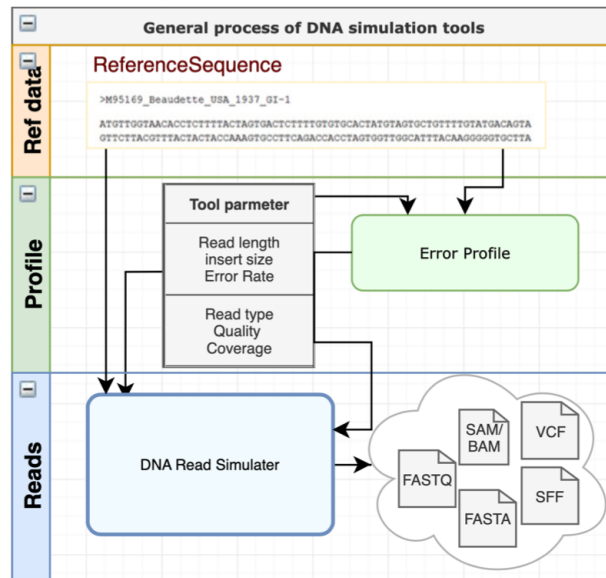 General process of DNA simulation tools
Ref data
ReferenceSequence
>M95169_Beaudette_USA_1937_GI-1
ATGTTGGTAACACCTCTTTTACTAGTGACTCTTTTGTGTGCACTATGTAGTGCTGTTTTGTATGACAGTA
GTTCTTACGTTTACTACTACCAAAGTGCCTTCAGACCACCTAGTGGTTGGCATTTACAAGGGGGTGCTTA
Profile
Tool parmeter
Read length
insert size
Error Rate
Read type
Quality
Coverage
Error Profile
Reads
DNA Read Simulater
SAM/
BAM
VCF
FASTQ
FASTA
SFF